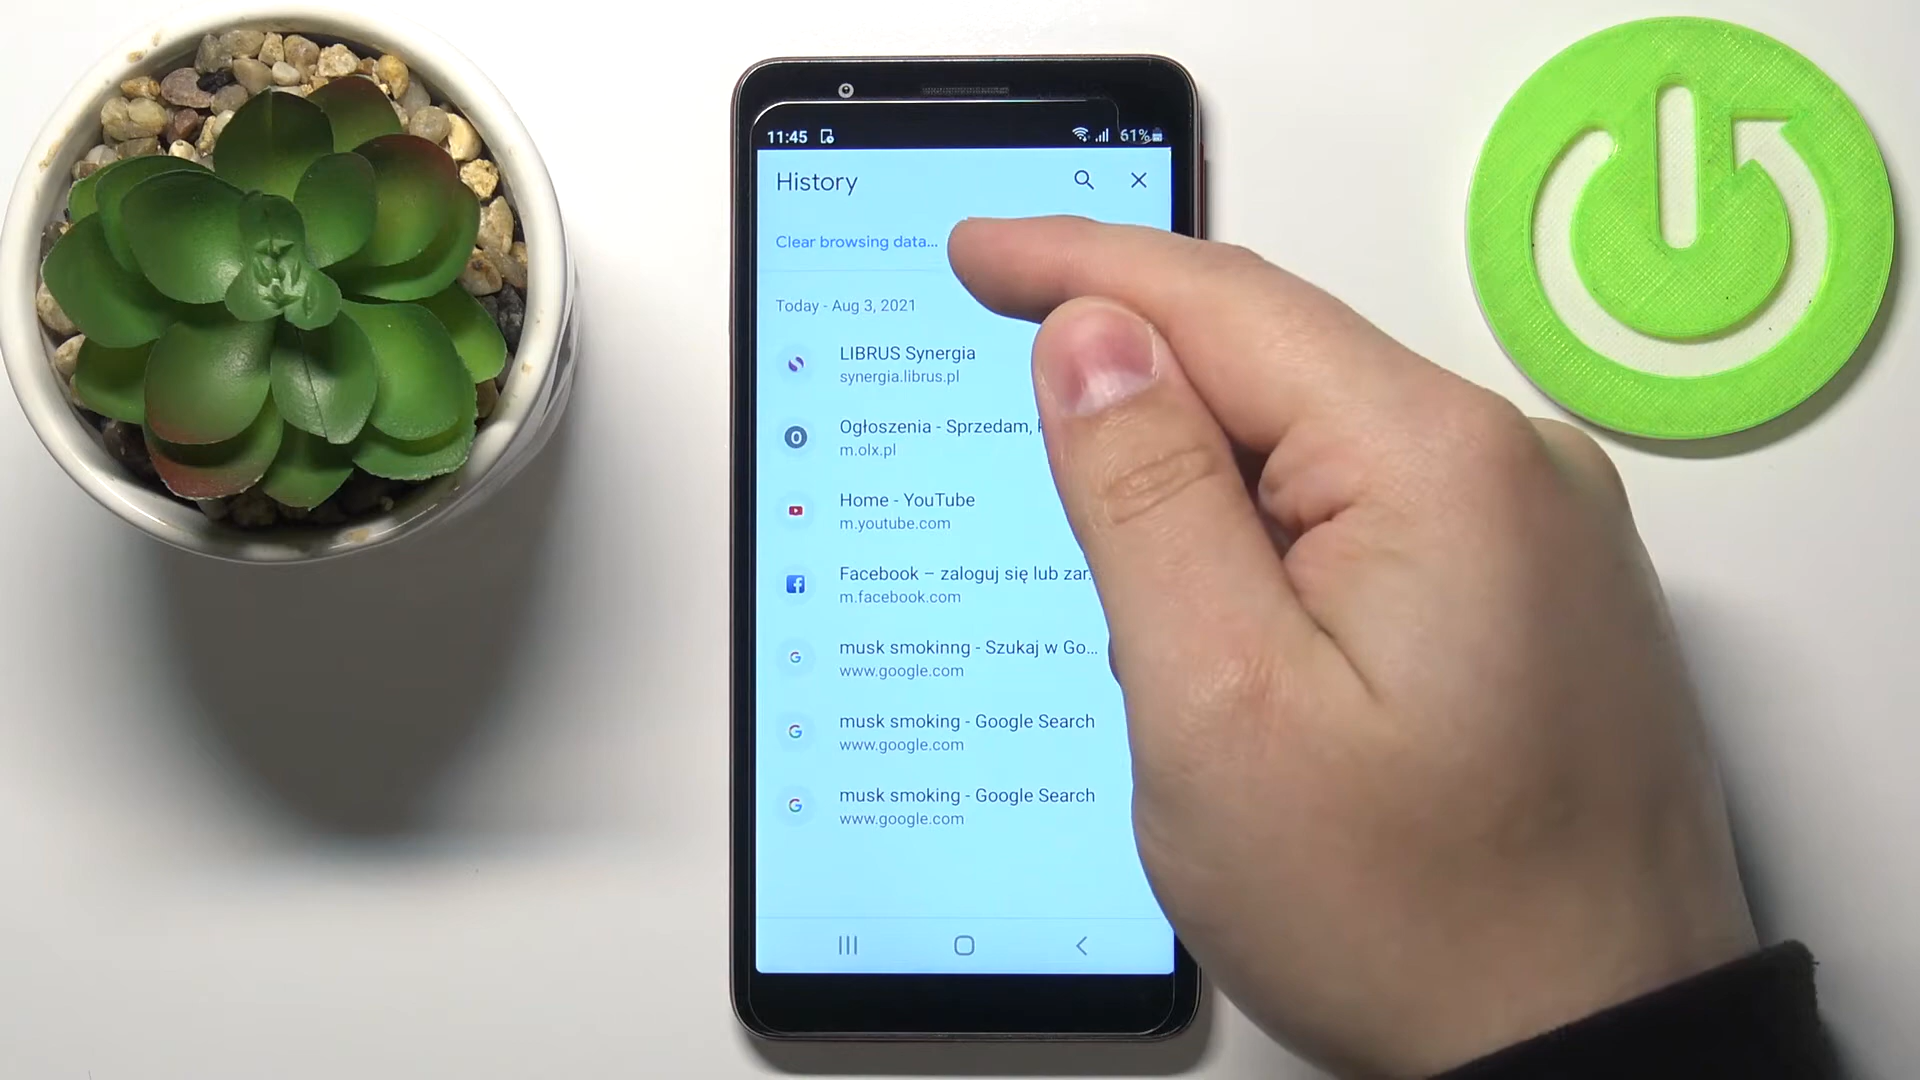 11:45
61%
History
Clear browsing data...
Today - Aug 3, 2021
LIBRUS Synergia
synergia.librus.pl
Ogłoszenia - Sprzedam,
m.olx.pl
Home - YouTube
m.youtube.com
Facebook – zaloguj się lub zar...
m.facebook.com
musk smokinng - Szukaj w Go...
www.google.com
musk smoking - Google Search
www.google.com
musk smoking - Google Search
www.google.com